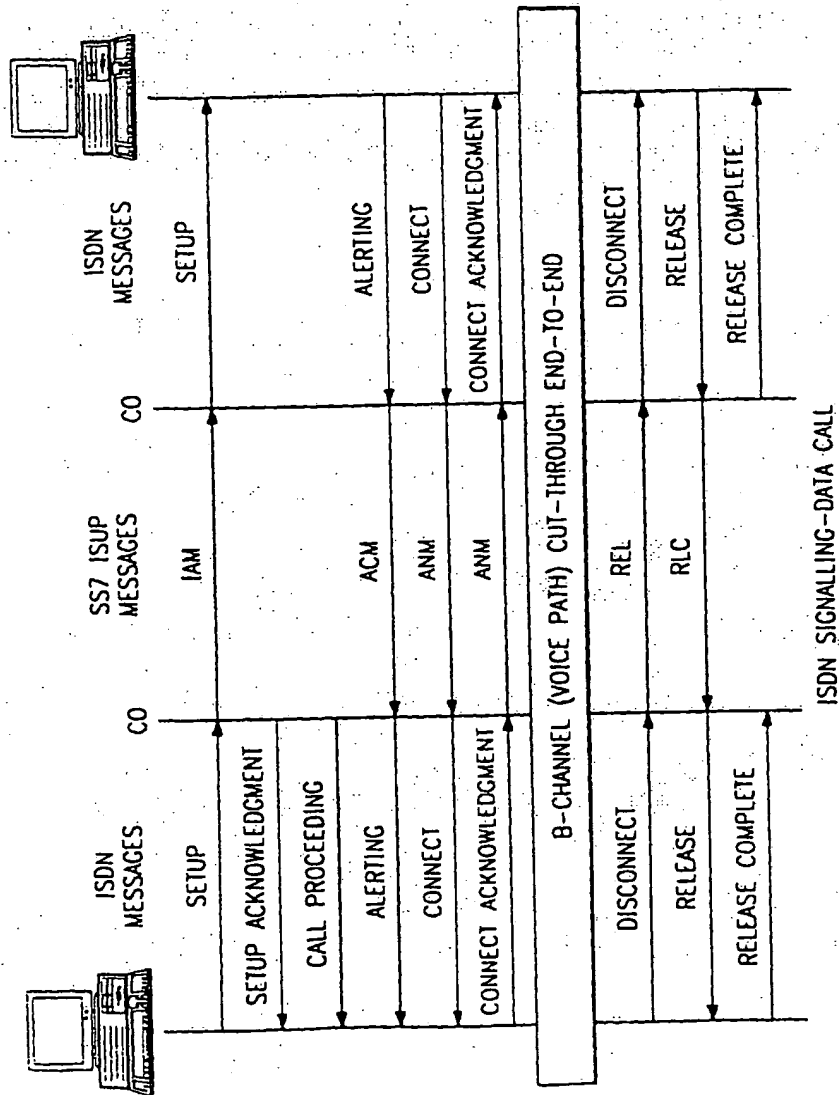 ISDN
MESSAGES
CO
SS7 ISUP
MESSAGES
CO
ISDN
MESSAGES
SETUP
IAM
SETUP
SETUP ACKNOWLEDGMENT
CALL PROCEEDING
ALERTING
ACM
ALERTING
CONNECT
ANM
CONNECT
CONNECT ACKNOWLEDGMENT
ANM
CONNECT ACKNOWLEDGMENT
B-CHANNEL (VOICE PATH) CUT-THROUGH END-TO-END
DISCONNECT
REL
DISCONNECT
RELEASE
RLC
RELEASE
RELEASE COMPLETE
RELEASE COMPLETE
ISDN SIGNALLING-DATA CALL